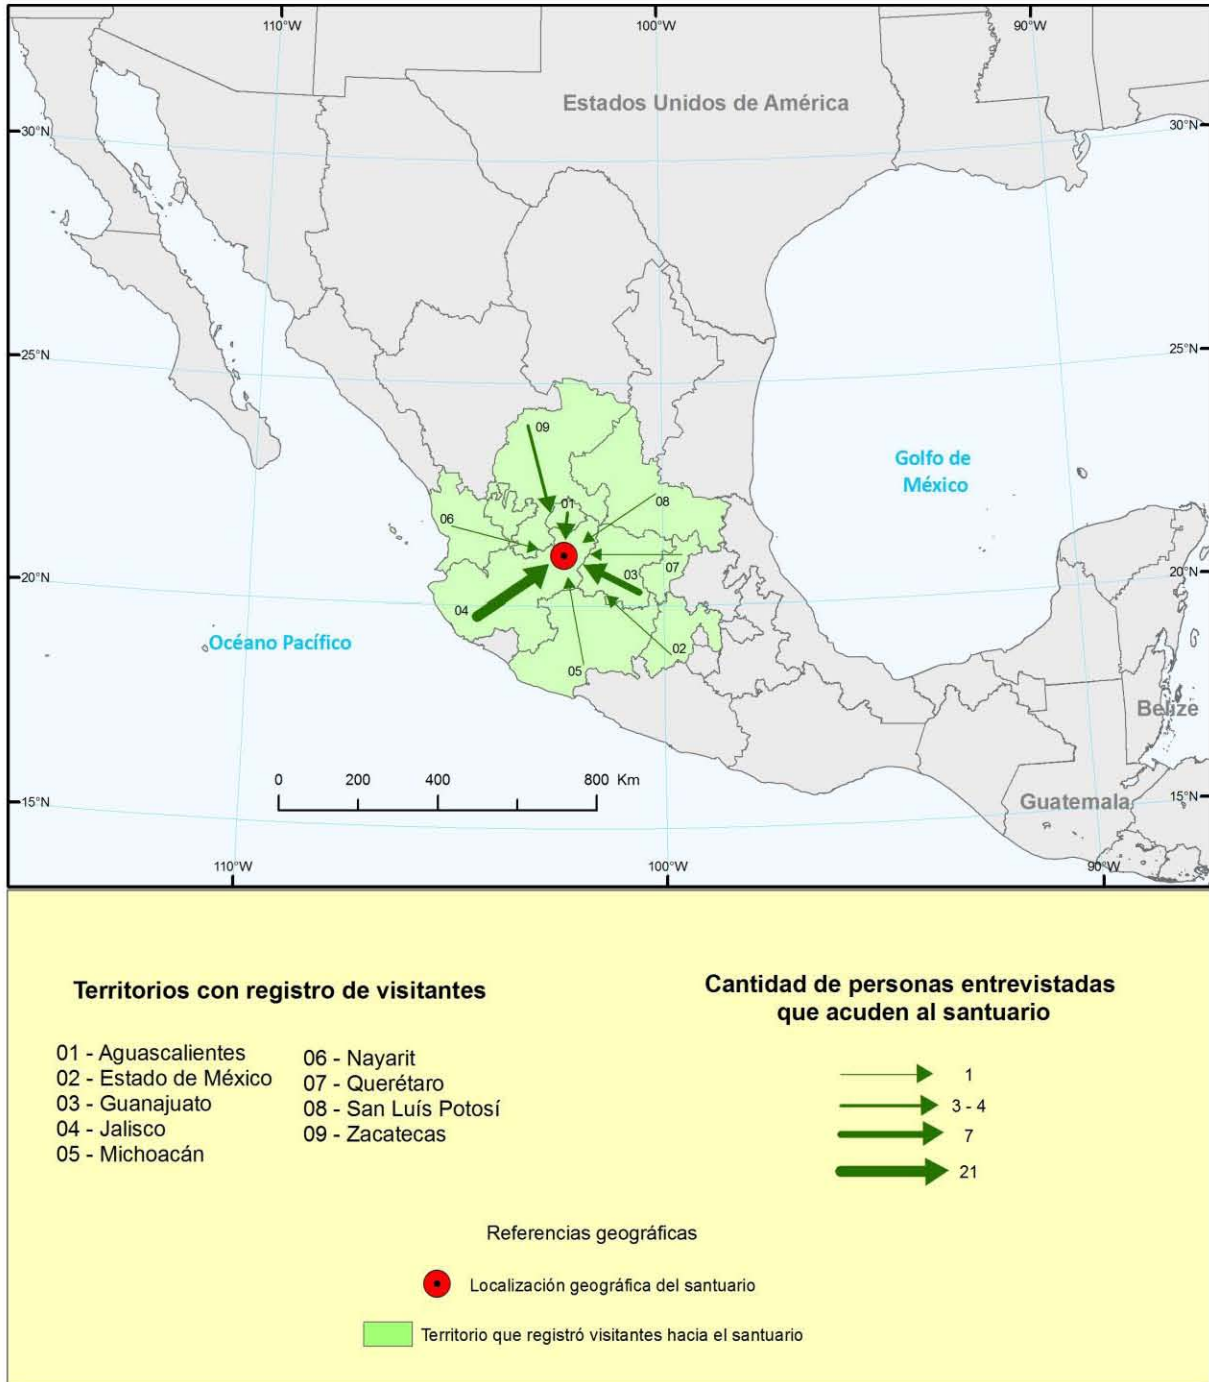 110°W
100°W
90°W
Estados Unidos de América
30°N
30°N
25°N
25°N
09
Golfo de
México
08
01
06
07
03
20°N
20°N
04
Océano Pacífico
02
05
Belize
0 200 400 800 Km
Guatemala
15°N
15°N
110°W
100°W
90°W
Territorios con registro de visitantes
01 - Aguascalientes
02 - Estado de México
03 - Guanajuato
04 - Jalisco
05 - Michoacán
06 - Nayarit
07 - Querétaro
08 - San Luís Potosí
09 - Zacatecas
Cantidad de personas entrevistadas
que acuden al santuario
1
3 - 4
7
21
Referencias geográficas
Localización geográfica del santuario
Territorio que registró visitantes hacia el santuario